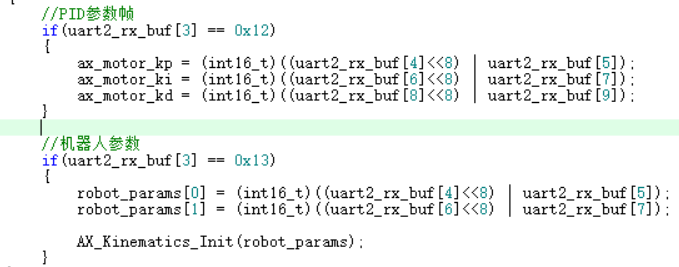 //PID参数帧
if(uart2_rx_buf[3] == 0x12)
{
ax_motor_kp = (int16_t)((uart2_rx_buf[4]<<8) | uart2_rx_buf[5]);
ax_motor_ki = (int16_t)((uart2_rx_buf[6]<<8) | uart2_rx_buf[7]);
ax_motor_kd = (int16_t)((uart2_rx_buf[8]<<8) | uart2_rx_buf[9]);
}
//机器人参数
if(uart2_rx_buf[3] == 0x13)
{
robot_params[0] = (int16_t)((uart2_rx_buf[4]<<8) | uart2_rx_buf[5]);
robot_params[1] = (int16_t)((uart2_rx_buf[6]<<8) | uart2_rx_buf[7]);
AX_Kinematics_Init(robot_params);
}